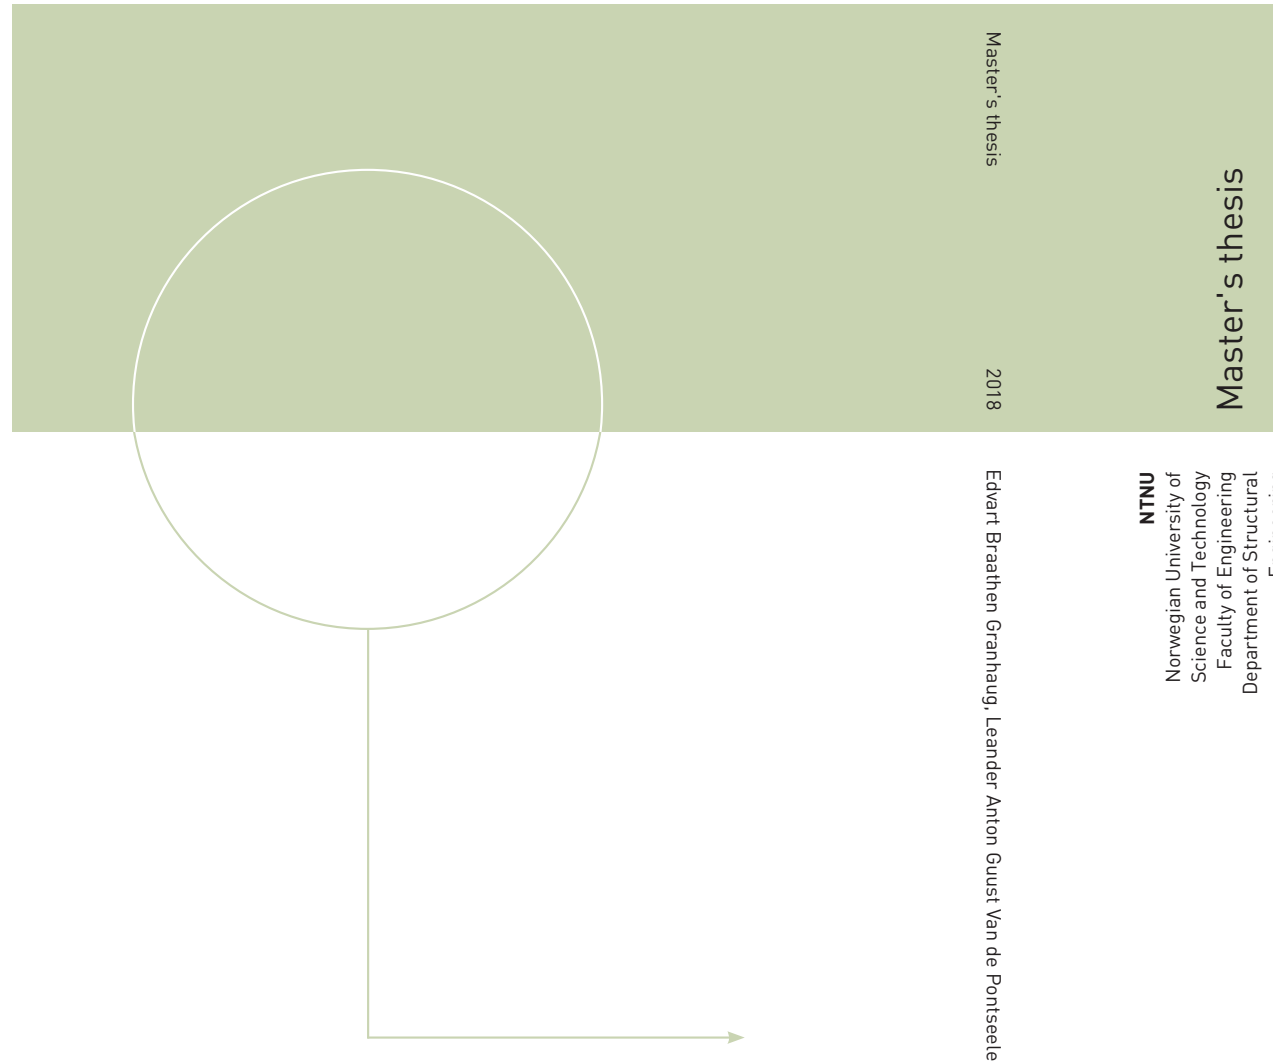 Master's thesis
2018
Edvart Braathen Granhaug, Leander Anton Guust Van de Pontseele
Master's thesis
NTNU
Norwegian University of
Science and Technology
Faculty of Engineering
Department of Structural